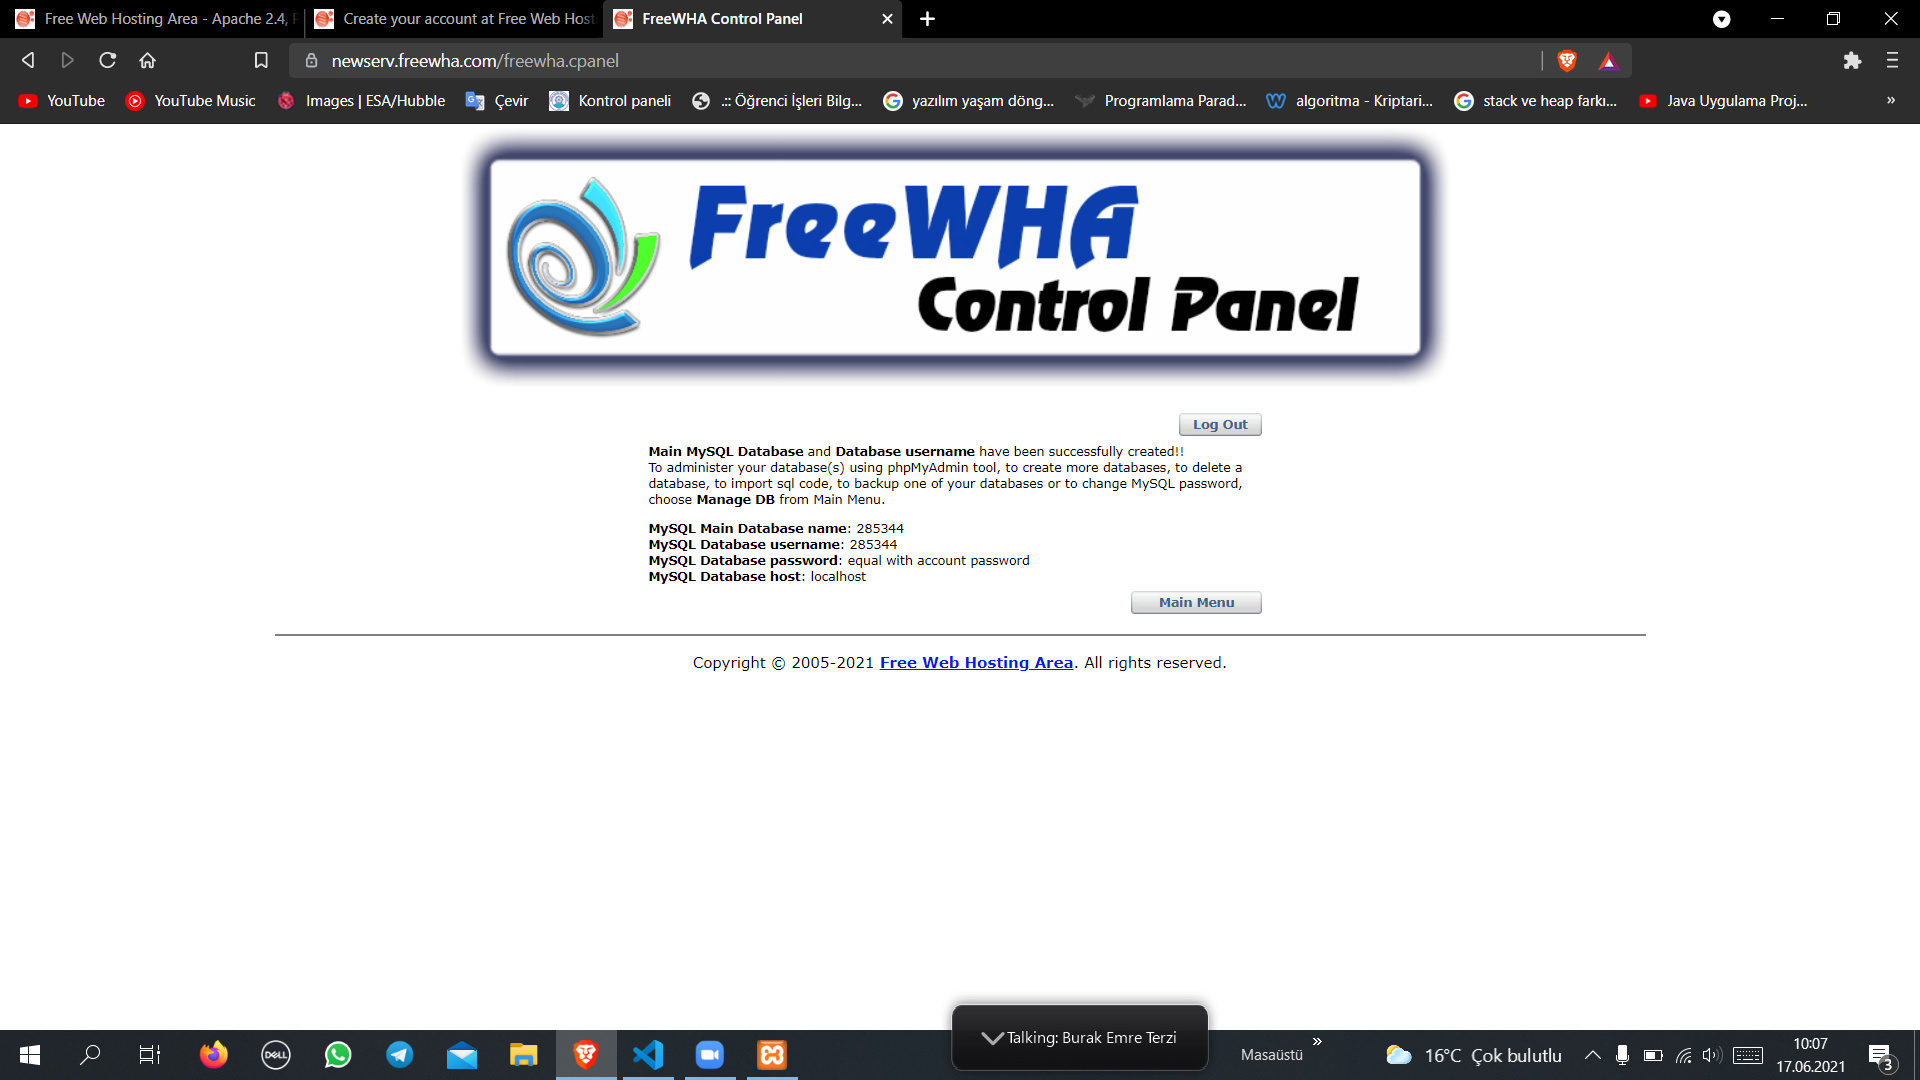 Free Web Hosting Area - Apache 2.4,
Create your account at Free Web Host
FreeWHA Control Panel
newserv.freewha.com/freewha.cpanel
YouTube
YouTube Music
Images | ESA/Hubble
Çevir
Kontrol paneli
.:: Öğrenci İşleri Bilg...
yazılım yaşam döng...
Programlama Parad...
algoritma - Kriptari...
stack ve heap farkı...
Java Uygulama Proj...
»
FreeWHA
Control Panel
Log Out
Main MySQL Database and Database username have been successfully created!!
To administer your database(s) using phpMyAdmin tool, to create more databases, to delete a
database, to import sql code, to backup one of your databases or to change MySQL password,
choose Manage DB from Main Menu.
MySQL Main Database name: 285344
MySQL Database username: 285344
MySQL Database password: equal with account password
MySQL Database host: localhost
Main Menu
Copyright © 2005-2021 Free Web Hosting Area. All rights reserved.
Talking: Burak Emre Terzi
DELL
Masaüstü
»
16°C Çok bulutlu
10:07
17.06.2021
3